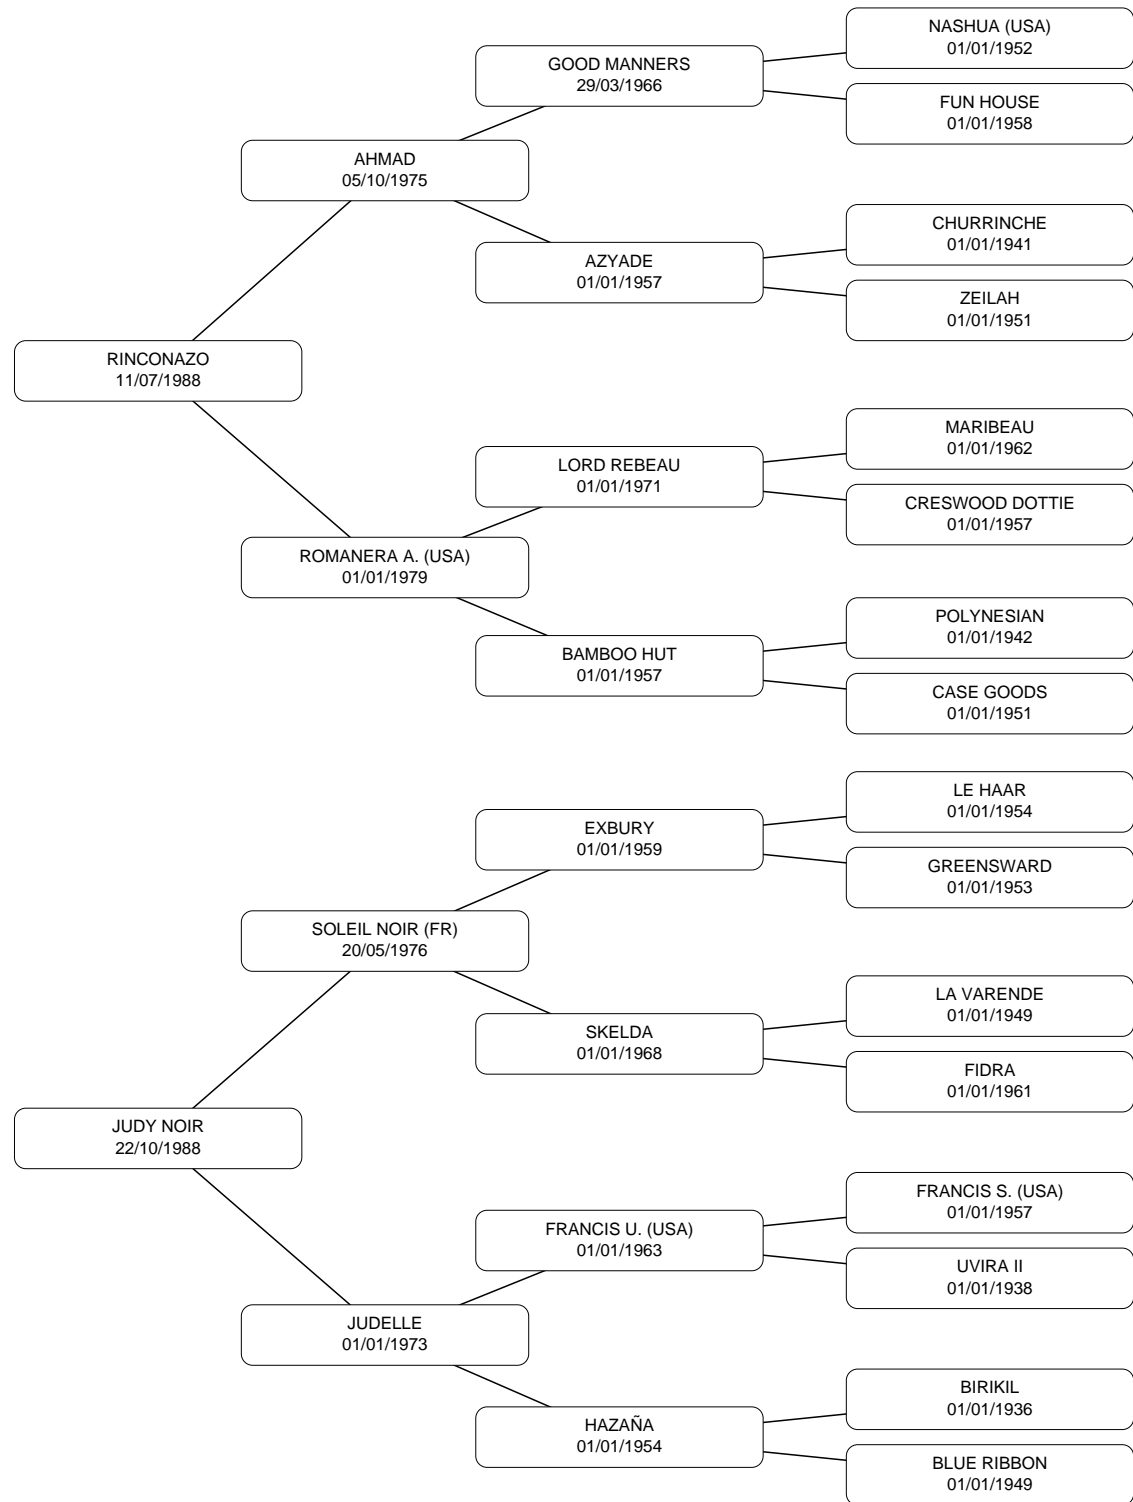 NASHUA (USA)
01/01/1952
GOOD MANNERS
29/03/1966
FUN HOUSE
01/01/1958
AHMAD
05/10/1975
CHURRINCHE
01/01/1941
AZYADE
01/01/1957
ZEILAH
01/01/1951
RINCONAZO
11/07/1988
MARIBEAU
01/01/1962
LORD REBEAU
01/01/1971
CRESWOOD DOTTIE
01/01/1957
ROMANERA A. (USA)
01/01/1979
POLYNESIAN
01/01/1942
BAMBOO HUT
01/01/1957
CASE GOODS
01/01/1951
LE HAAR
01/01/1954
EXBURY
01/01/1959
GREENSWARD
01/01/1953
SOLEIL NOIR (FR)
20/05/1976
LA VARENDE
01/01/1949
SKELDA
01/01/1968
FIDRA
01/01/1961
JUDY NOIR
22/10/1988
FRANCIS S. (USA)
01/01/1957
FRANCIS U. (USA)
01/01/1963
UVIRA II
01/01/1938
JUDELLE
01/01/1973
BIRIKIL
01/01/1936
HAZAÑA
01/01/1954
BLUE RIBBON
01/01/1949